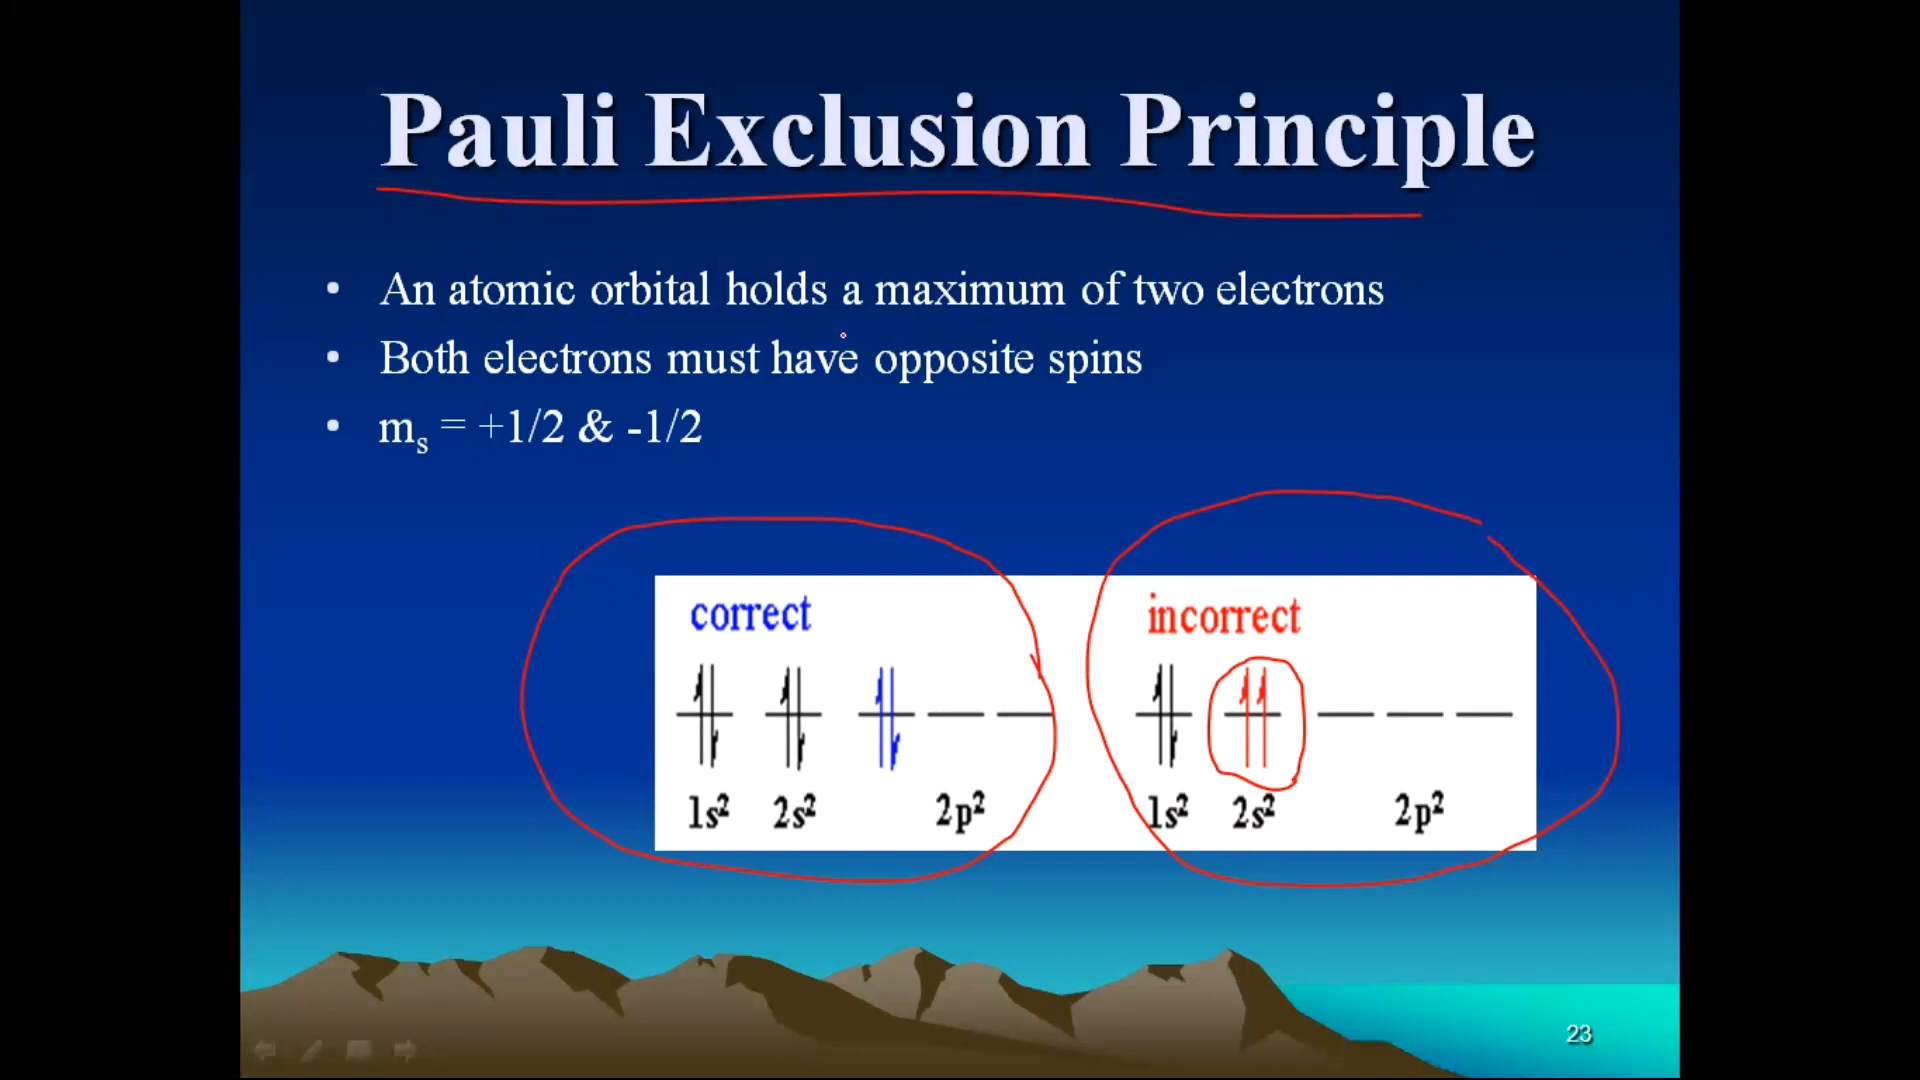 Pauli Exclusion Principle
• An atomic orbital holds a maximum of two electrons
• Both electrons must have opposite spins
• mₛ = +1/2 & -1/2
correct
1s² 2s² 2p²
incorrect
1s² 2s² 2p²
23